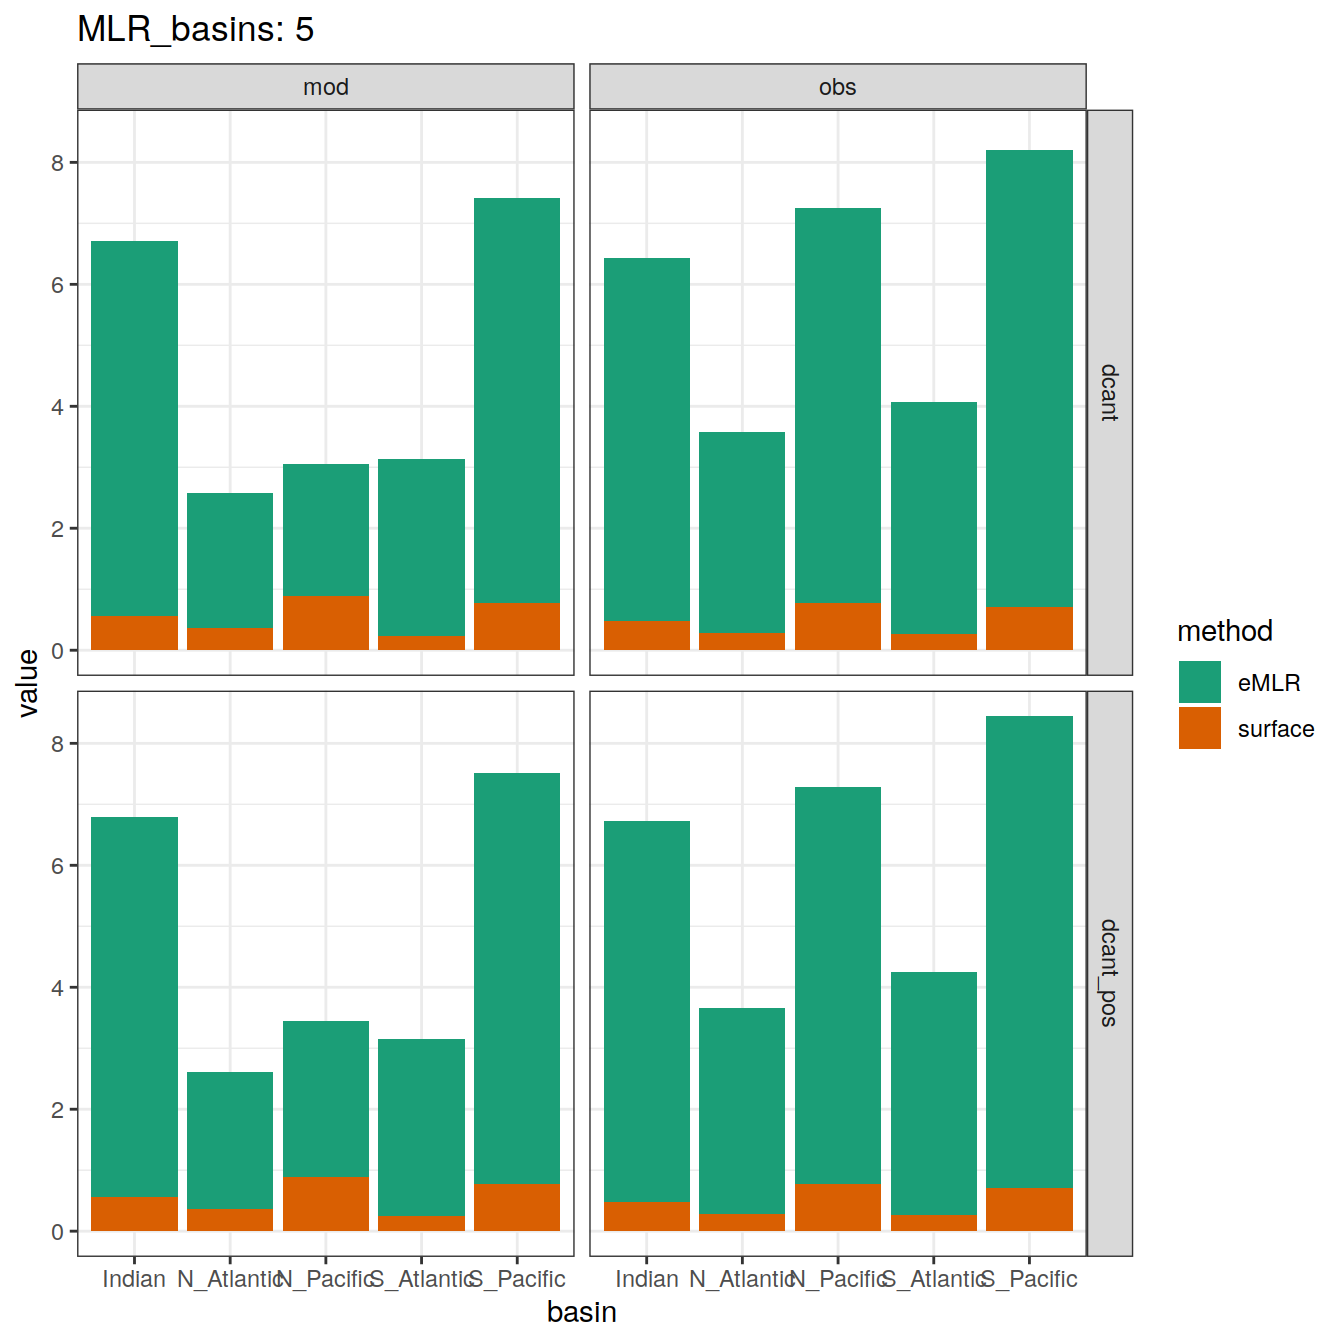 MLR_basins: 5
mod
obs
8
6
4
2
0
dcant
8
6
4
2
0
dcant_pos
value
method
eMLR
surface
Indian N_Atlantic N_Pacific S_Atlantic S_Pacific
Indian N_Atlantic N_Pacific S_Atlantic S_Pacific
basin